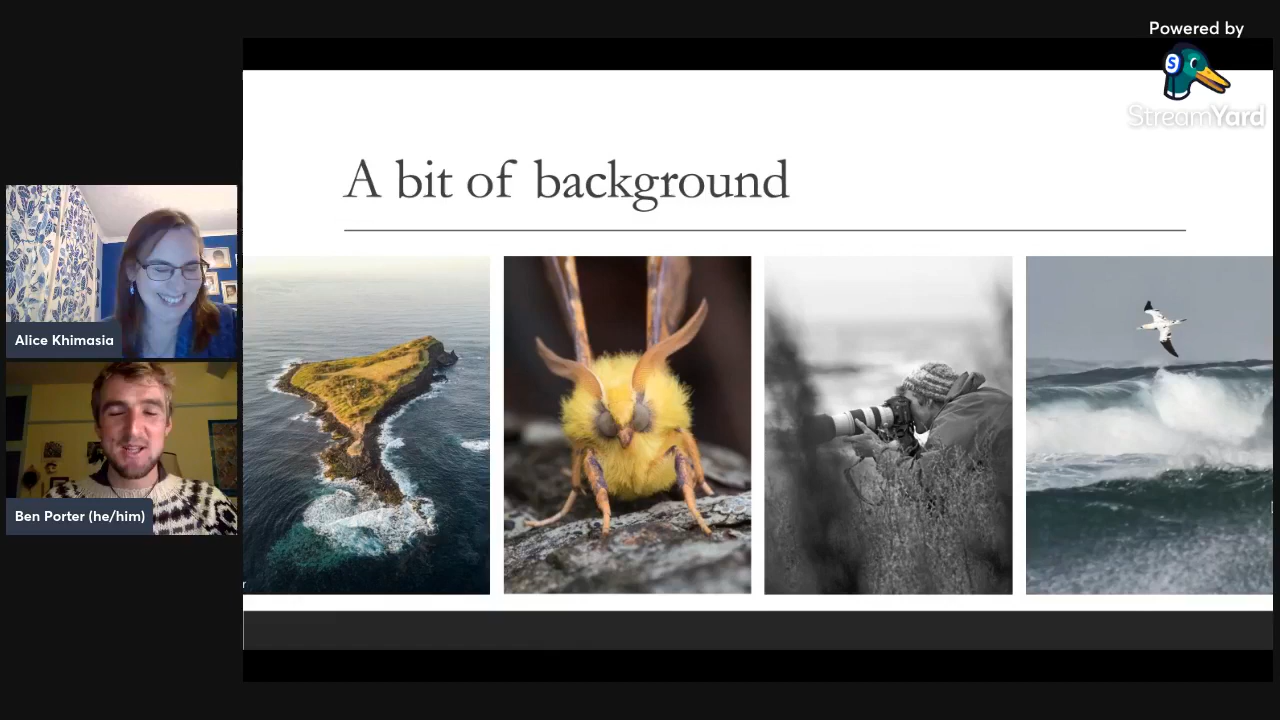 Powered by
StreamYard
A bit of background
Alice Khimasia
Ben Porter (he/him)